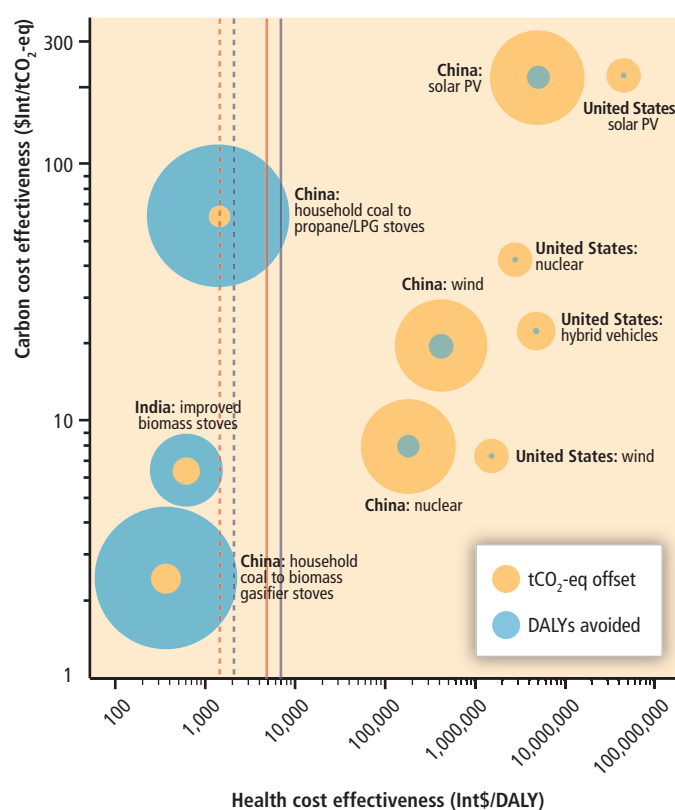 Carbon cost effectiveness ($Int/tCO2-eq)
300
100
10
1
China:
solar PV
United States
solar PV
China:
household coal to
propane/LPG stoves
United States:
nuclear
China: wind
United States:
hybrid vehicles
India: improved
biomass stoves
United States: wind
China: nuclear
China: household
coal to biomass
gasifier stoves
tCO2-eq offset
DALYs avoided
100
1,000
10,000
100,000
1,000,000
10,000,000
100,000,000
Health cost effectiveness (Int$/DALY)